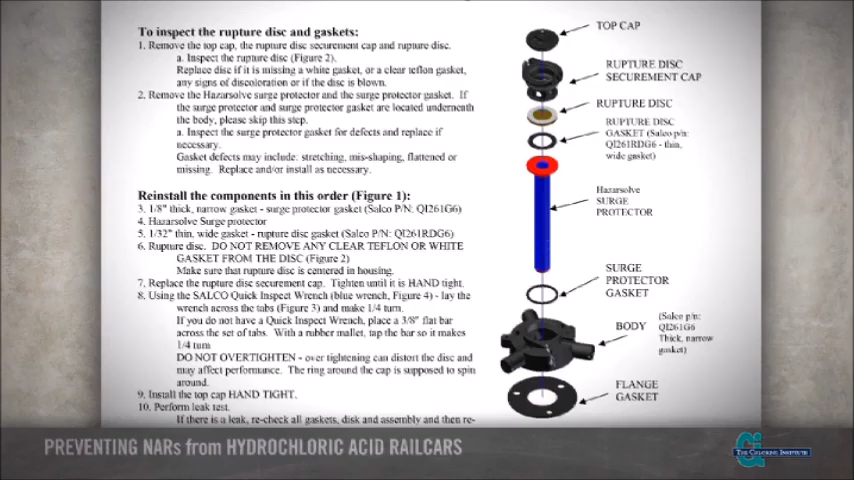 To inspect the rupture disc and gaskets:
1. Remove the top cap, the rupture disc securement cap and rupture disc.
a. Inspect the rupture disc (Figure 2).
Replace disc if it is missing a white gasket, or a clear teflon gasket,
any signs of discoloration or if the disc is blown.
2. Remove the Hazarsolve surge protector and the surge protector gasket. If
the surge protector and surge protector gasket are located underneath
the body, please skip this step.
a. Inspect the surge protector gasket for defects and replace if
necessary.
Gasket defects may include: stretching, mis-shaping, flattened or
missing. Replace and/or install as necessary.
Reinstall the components in this order (Figure 1):
3. 1/8" thick, narrow gasket - surge protector gasket (Salco P/N: QI261G6)
4. Hazarsolve Surge protector
5. 1/32" thin, wide gasket - rupture disc gasket (Salco P/N: QI261RDG6)
6. Rupture disc. DO NOT REMOVE ANY CLEAR TEFLON OR WHITE
GASKET FROM THE DISC (Figure 2)
Make sure that rupture disc is centered in housing.
7. Replace the rupture disc securement cap. Tighten until it is HAND tight.
8. Using the SALCO Quick Inspect Wrench (blue wrench, Figure 4) - lay the
wrench across the tabs (Figure 3) and make 1/4 turn.
If you do not have a Quick Inspect Wrench, place a 3/8" flat bar
across the set of tabs. With a rubber mallet, tap the bar so it makes
1/4 turn
DO NOT OVERTIGHTEN - over tightening can distort the disc and
may affect performance. The ring around the cap is supposed to spin
around.
9. Install the top cap HAND TIGHT.
10. Perform leak test.
If there is a leak, re-check all gaskets, disk and assembly and then re-
TOP CAP
RUPTURE DISC
SECUREMENT CAP
RUPTURE DISC
RUPTURE DISC
GASKET (Salco p/n:
QI261RDG6 - thin,
wide gasket)
Hazarsolve
SURGE
PROTECTOR
SURGE
PROTECTOR
GASKET
BODY
(Salco p/n:
QI261G6
Thick, narrow
gasket)
FLANGE
GASKET
PREVENTING NARs from HYDROCHLORIC ACID RAILCARS
THE CHLORINE INSTITUTE